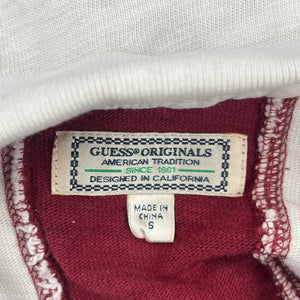 GUESS® ORIGINALS
AMERICAN TRADITION
SINCE 1981
DESIGNED IN CALIFORNIA
MADE IN
CHINA
S